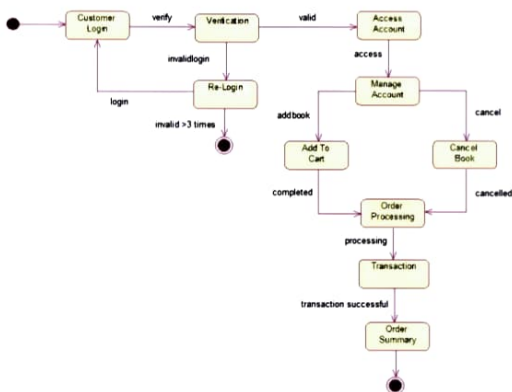 Customer
Login
verify
Verification
valid
Access
Account
invalidlogin
access
Re-Login
login
Manage
Account
invalid >3 times
addbook
cancel
Add To
Cart
Cancel
Book
completed
cancelled
Order
Processing
processing
Transaction
transaction successful
Order
Summary